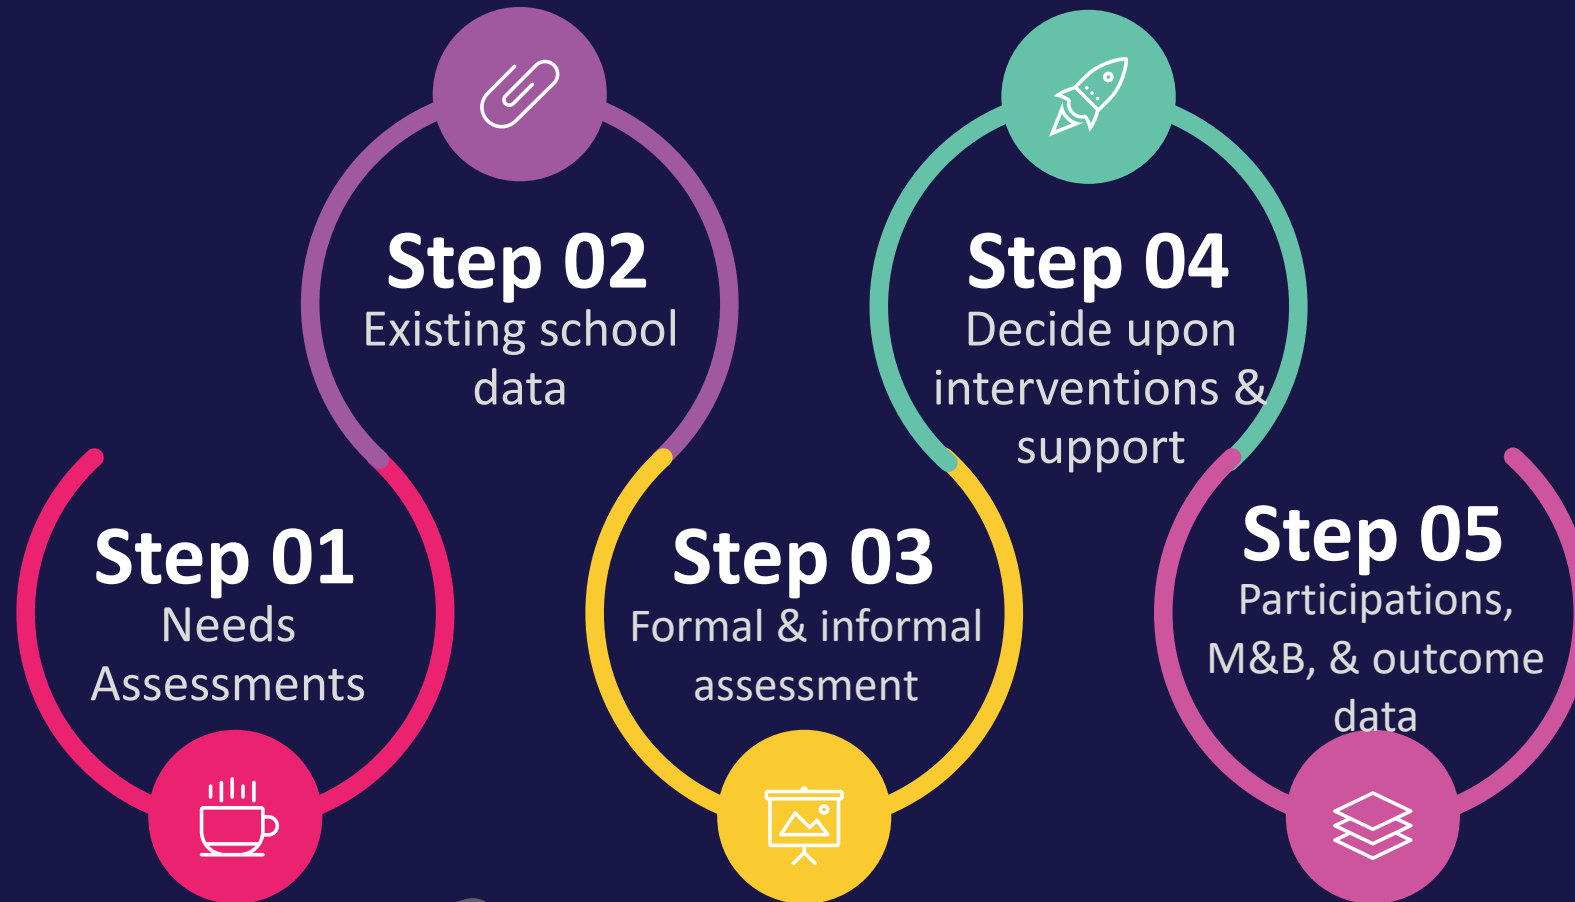 Step 01
Needs
Assessments
Step 02
Existing school
data
Step 03
Formal & informal
assessment
Step 04
Decide upon
interventions &
support
Step 05
Participations,
M&B, & outcome
data